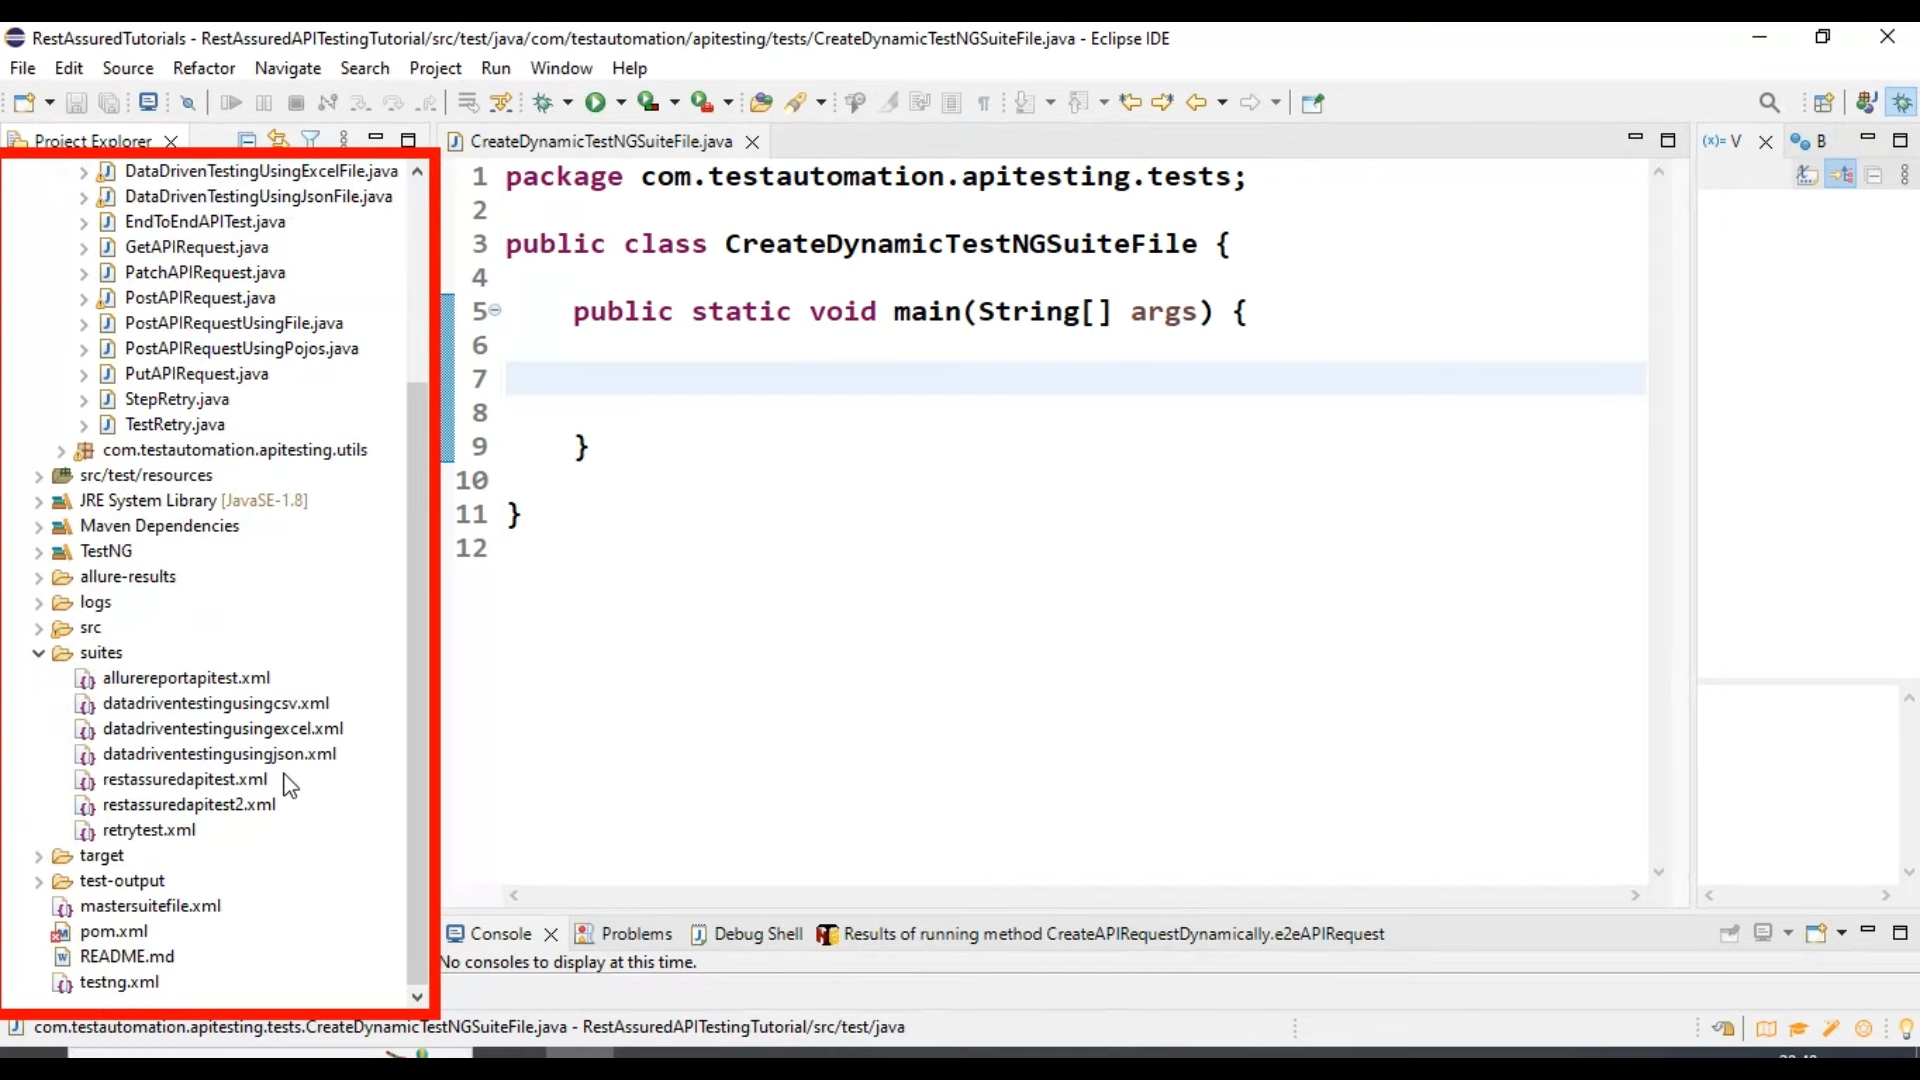 RestAssuredTutorials - RestAssuredAPITestingTutorial/src/test/java/com/testautomation/apitesting/tests/CreateDynamicTestNGSuiteFile.java - Eclipse IDE
File Edit Source Refactor Navigate Search Project Run Window Help
Project Explorer
DataDrivenTestingUsingExcelFile.java
DataDrivenTestingUsingJsonFile.java
EndToEndAPITest.java
GetAPIRequest.java
PatchAPIRequest.java
PostAPIRequest.java
PostAPIRequestUsingFile.java
PostAPIRequestUsingPojos.java
PutAPIRequest.java
StepRetry.java
TestRetry.java
com.testautomation.apitesting.utils
src/test/resources
JRE System Library [JavaSE-1.8]
Maven Dependencies
TestNG
allure-results
logs
src
suites
allurereportapitest.xml
datadriventestingusingcsv.xml
datadriventestingusingexcel.xml
datadriventestingusingjson.xml
restassuredapitest.xml
restassuredapitest2.xml
retrytest.xml
target
test-output
mastersuitefile.xml
pom.xml
README.md
testng.xml
CreateDynamicTestNGSuiteFile.java
1 package com.testautomation.apitesting.tests;
2
3 public class CreateDynamicTestNGSuiteFile {
4
5 public static void main(String[] args) {
6
7
8
9 }
10
11 }
12
(x)= V
B
Console Problems Debug Shell Results of running method CreateAPIRequestDynamically.e2eAPIRequest
No consoles to display at this time.
com.testautomation.apitesting.tests.CreateDynamicTestNGSuiteFile.java - RestAssuredAPITestingTutorial/src/test/java